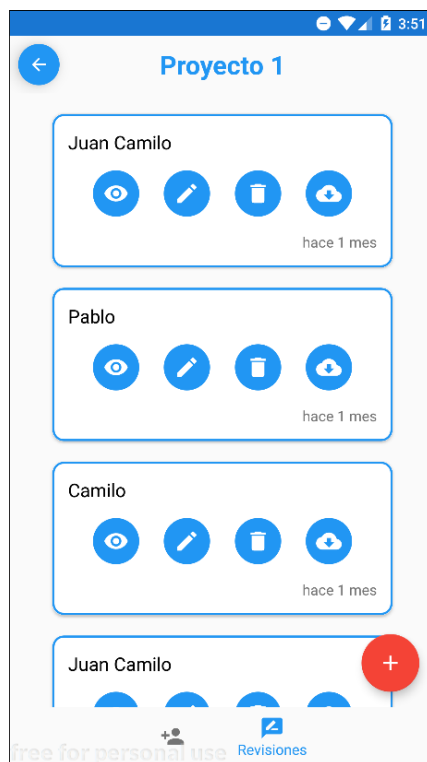 3:51
Proyecto 1
Juan Camilo
hace 1 mes
Pablo
hace 1 mes
Camilo
hace 1 mes
Juan Camilo
free for personal use
Revisiones